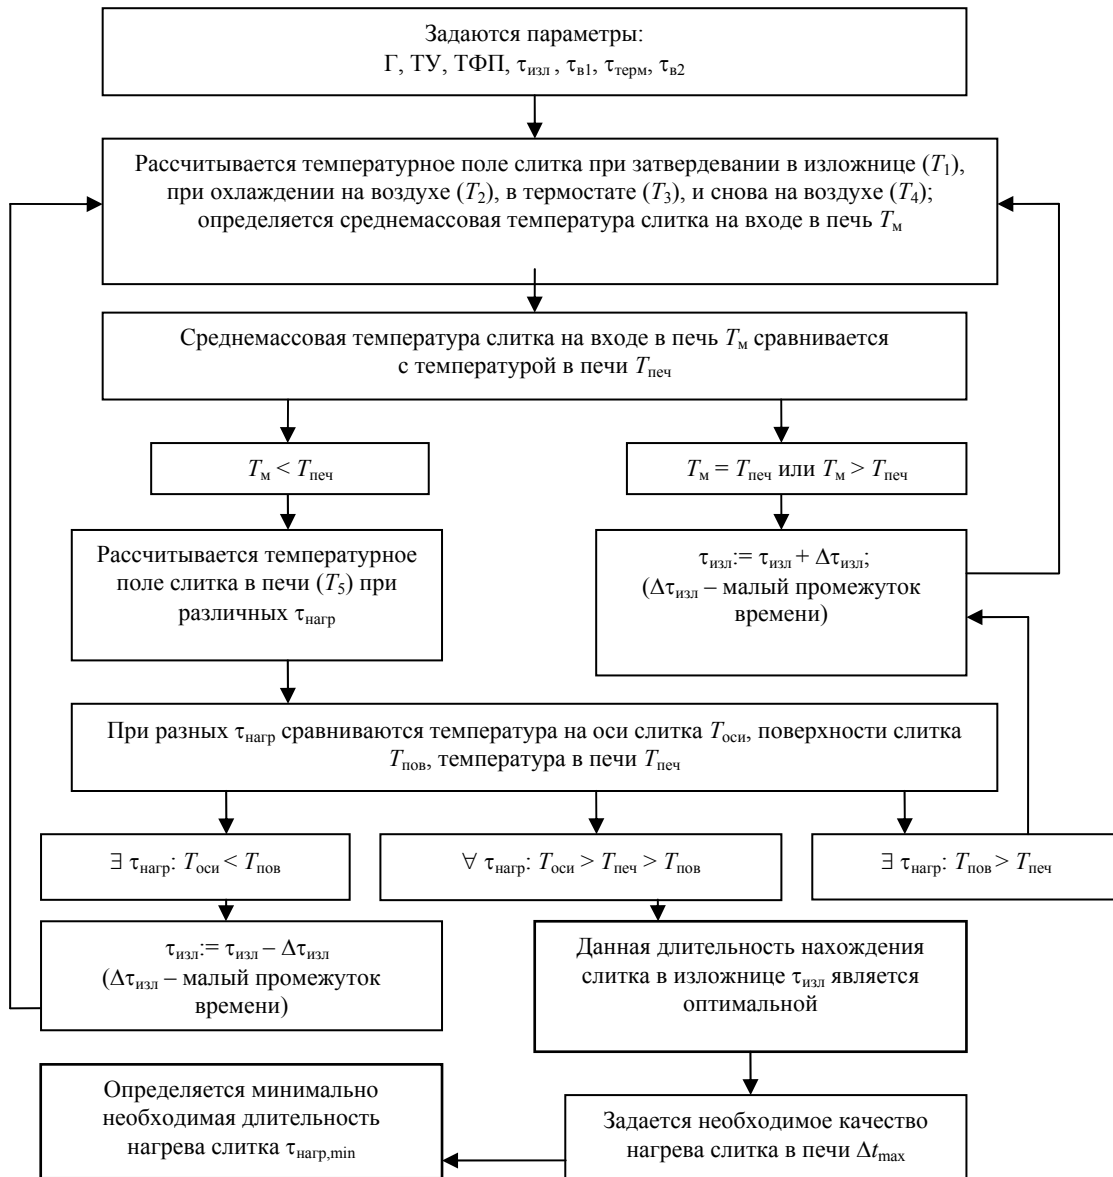 Задаются параметры:
Г, ТУ, ТФП, τизл , τв1, τтерм, τв2
Рассчитывается температурное поле слитка при затвердевании в изложнице (T1),
при охлаждении на воздухе (T2), в термостате (T3), и снова на воздухе (T4);
определяется среднемассовая температура слитка на входе в печь Tм
Среднемассовая температура слитка на входе в печь Tм сравнивается
с температурой в печи Tпеч
Tм < Tпеч
Tм = Tпеч или Tм > Tпеч
Рассчитывается температурное
поле слитка в печи (T5) при
различных τнагр
τизл:= τизл + Δτизл;
(Δτизл – малый промежуток
времени)
При разных τнагр сравниваются температура на оси слитка Tоси, поверхности слитка
Tпов, температура в печи Tпеч
∃ τнагр: Tоси < Tпов
∀ τнагр: Tоси > Tпеч > Tпов
∃ τнагр: Tпов > Tпеч
τизл:= τизл – Δτизл
(Δτизл – малый промежуток
времени)
Данная длительность нахождения
слитка в изложнице τизл является
оптимальной
Определяется минимально
необходимая длительность
нагрева слитка τнагр,min
Задается необходимое качество
нагрева слитка в печи Δtmax